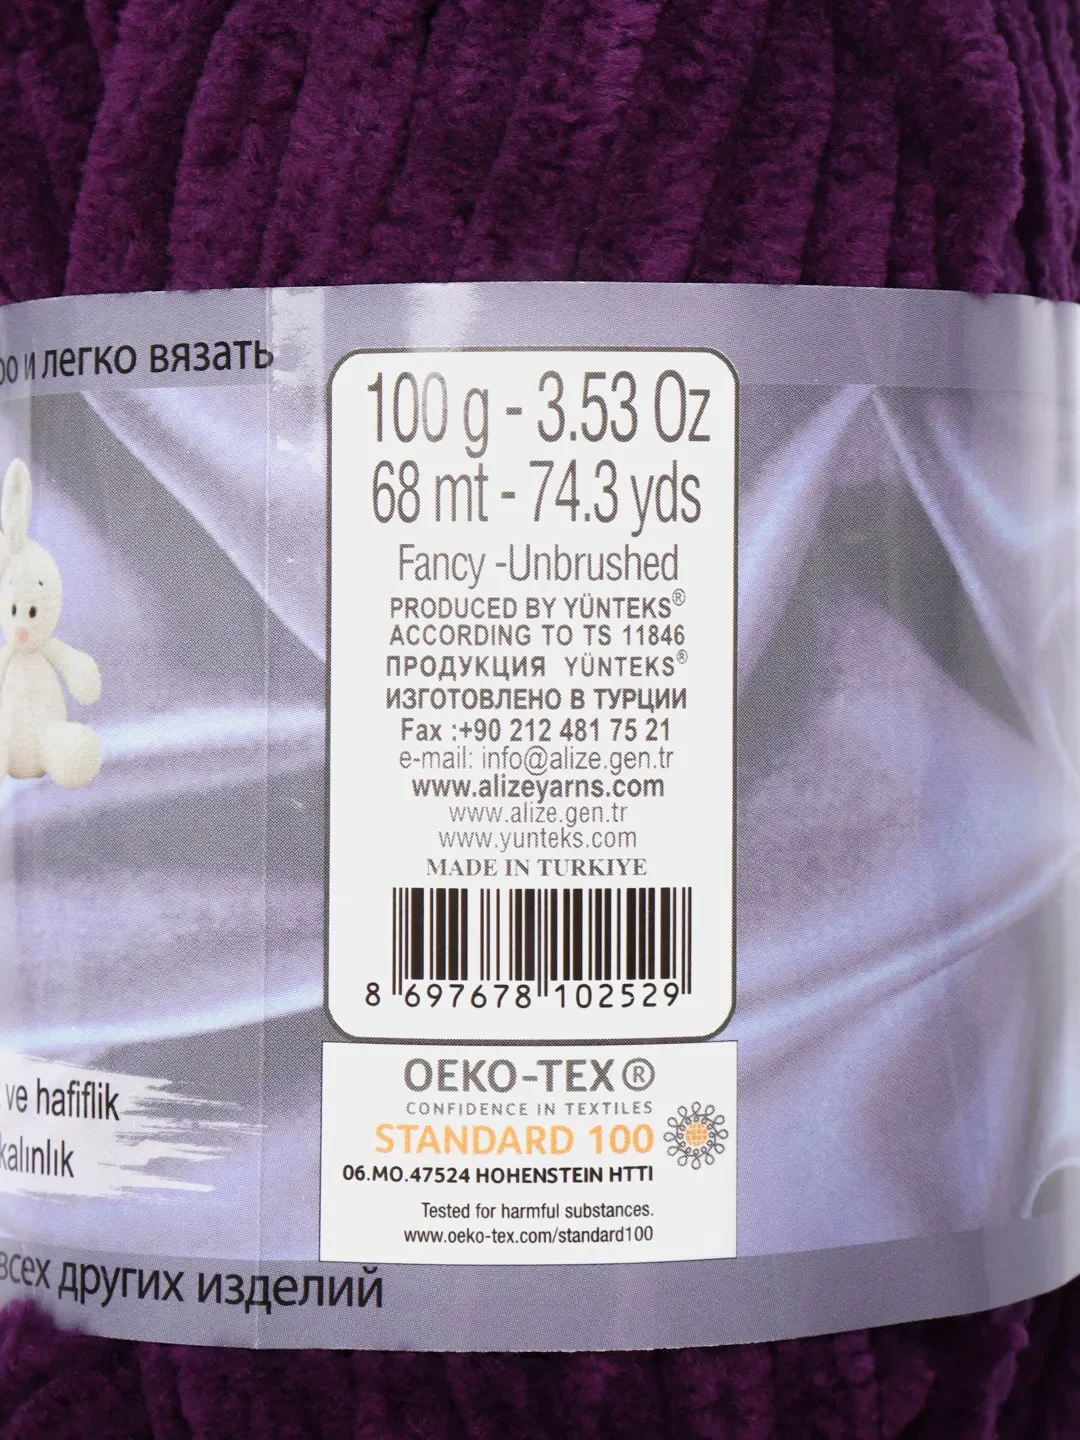 и легко вязать
100 g - 3.53 Oz
68 mt - 74.3 yds
Fancy -Unbrushed
PRODUCED BY YÜNTEKS®
ACCORDING TO TS 11846
ПРОДУКЦИЯ YÜNTEKS®
ИЗГОТОВЛЕНО В ТУРЦИИ
Fax :+90 212 481 75 21
e-mail: info@alize.gen.tr
www.alizeyarns.com
www.alize.gen.tr
www.yunteks.com
MADE IN TURKIYE
8 697678 102529
OEKO-TEX®
CONFIDENCE IN TEXTILES
STANDARD 100
06.MO.47524 HOHENSTEIN HTTI
Tested for harmful substances.
www.oeko-tex.com/standard100
ve hafiflik
kalınlık
всех других изделий